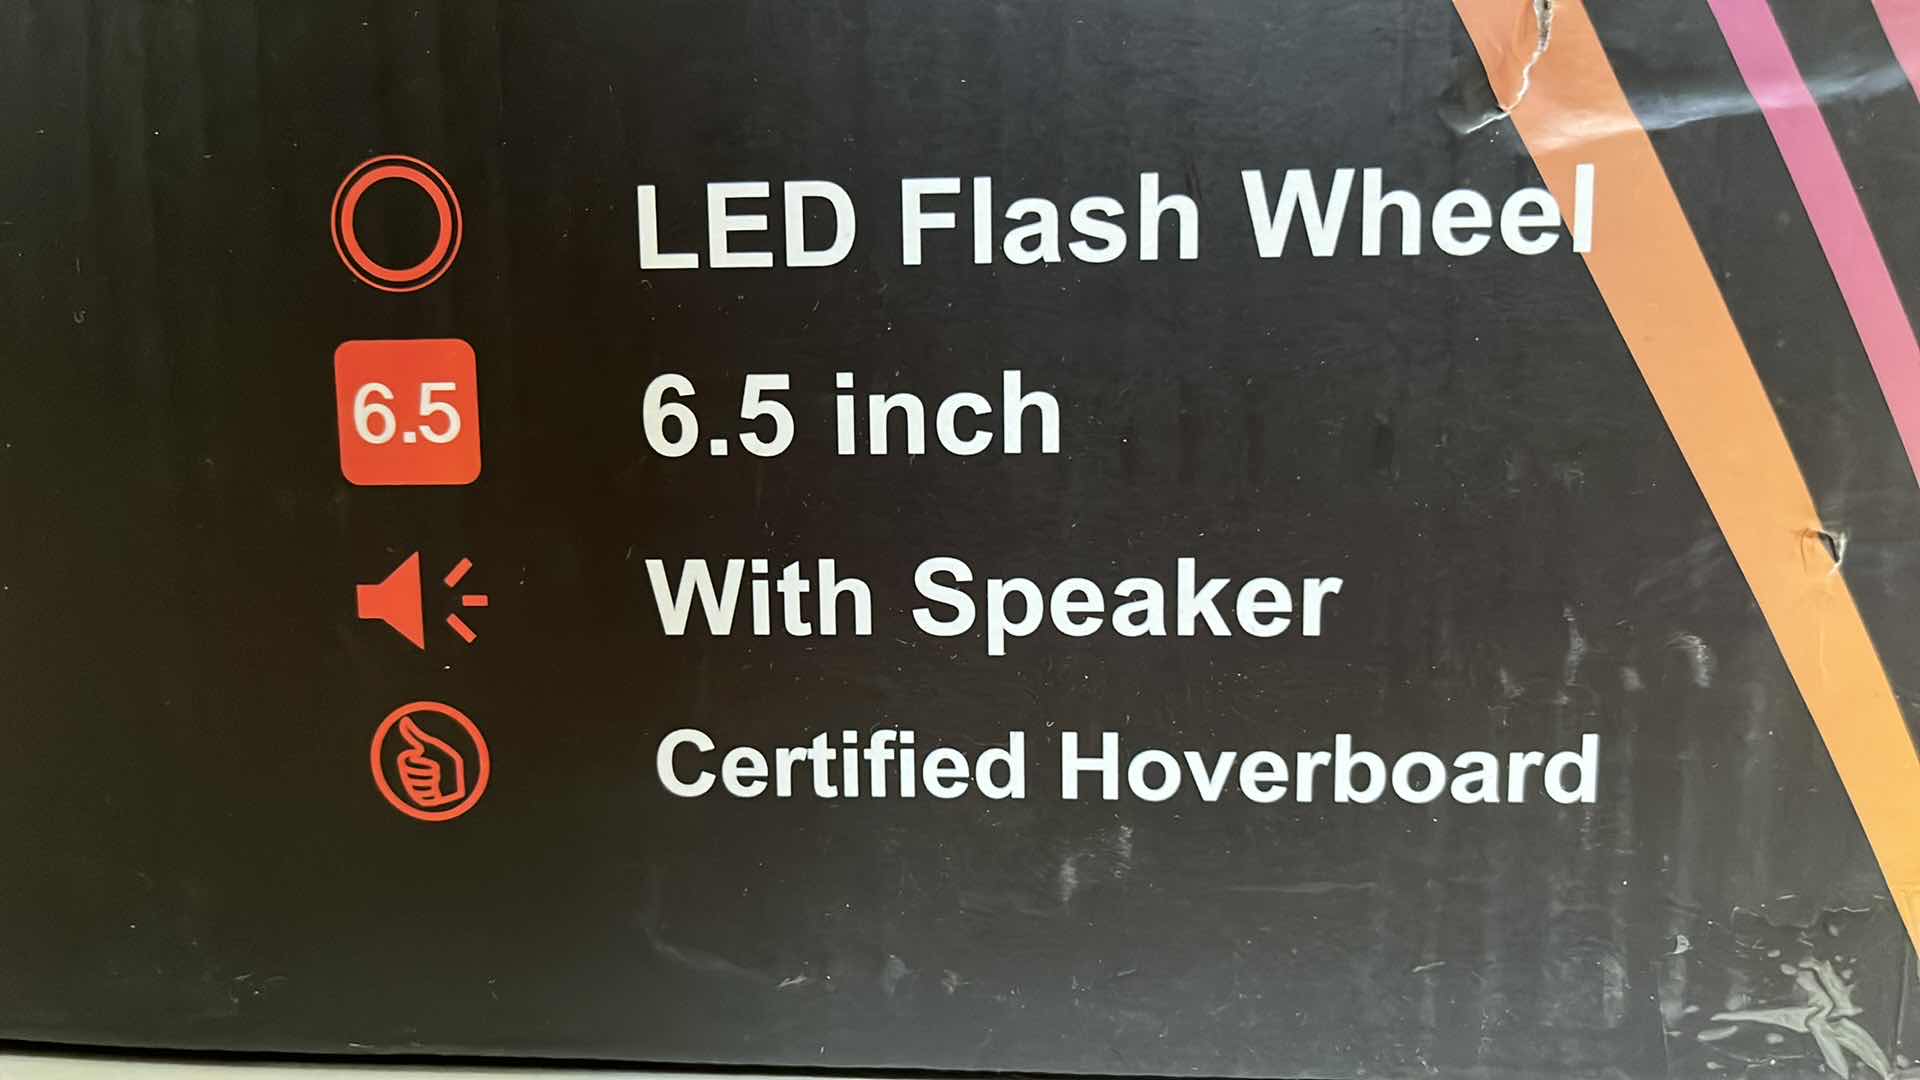 LED Flash Wheel
6.5 6.5 inch
With Speaker
Certified Hoverboard